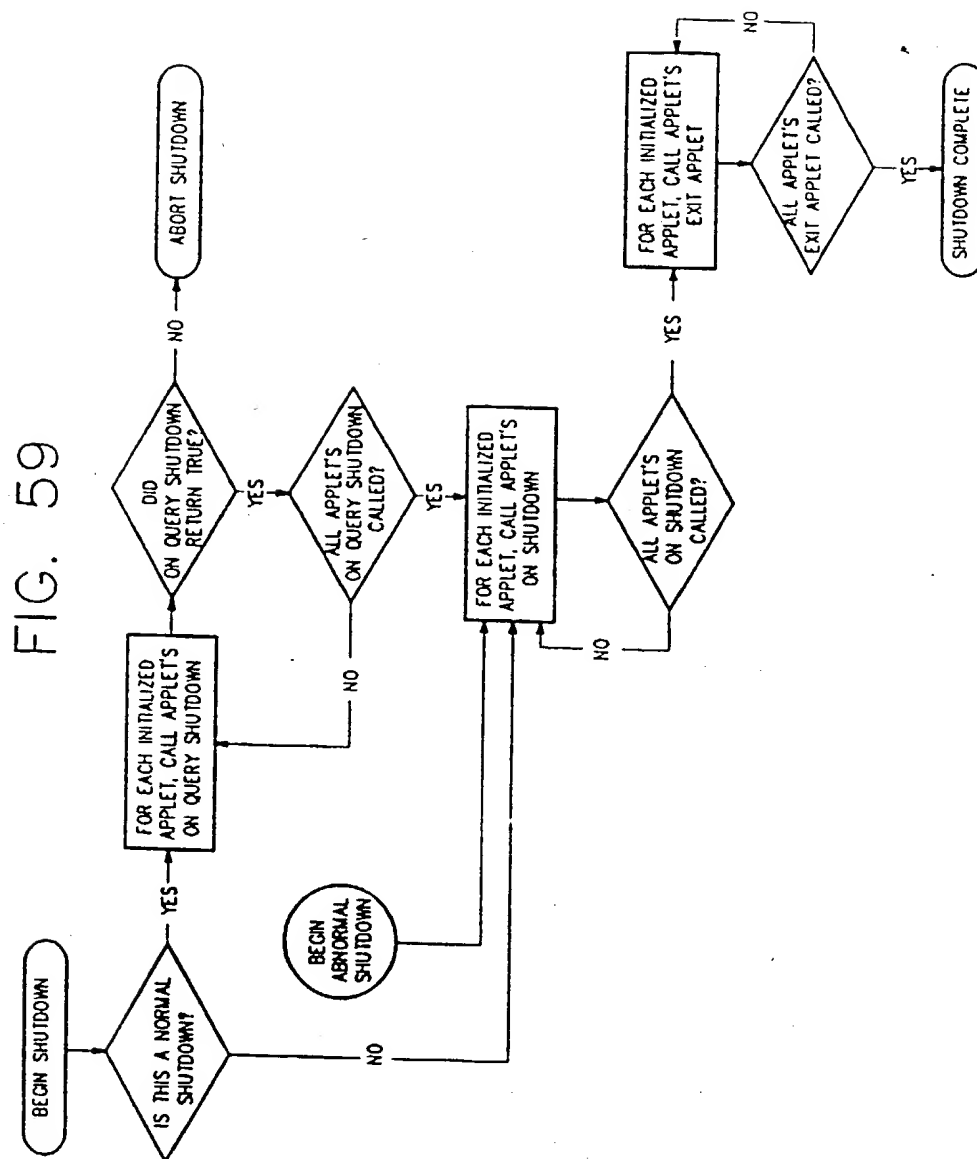 FIG. 59
BEGIN SHUTDOWN
IS THIS A NORMAL
SHUTDOWN?
YES
NO
FOR EACH INITIALIZED
APPLET, CALL APPLET'S
ON QUERY SHUTDOWN
DID
ON QUERY SHUTDOWN
RETURN TRUE?
NO
ABORT SHUTDOWN
YES
ALL APPLET'S
ON QUERY SHUTDOWN
CALLED?
NO
YES
BEGIN
ABNORMAL
SHUTDOWN
FOR EACH INITIALIZED
APPLET, CALL APPLET'S
ON SHUTDOWN
ALL APPLET'S
ON SHUTDOWN
CALLED?
NO
YES
FOR EACH INITIALIZED
APPLET, CALL APPLET'S
EXIT APPLET
ALL APPLET'S
EXIT APPLET CALLED?
NO
YES
SHUTDOWN COMPLETE